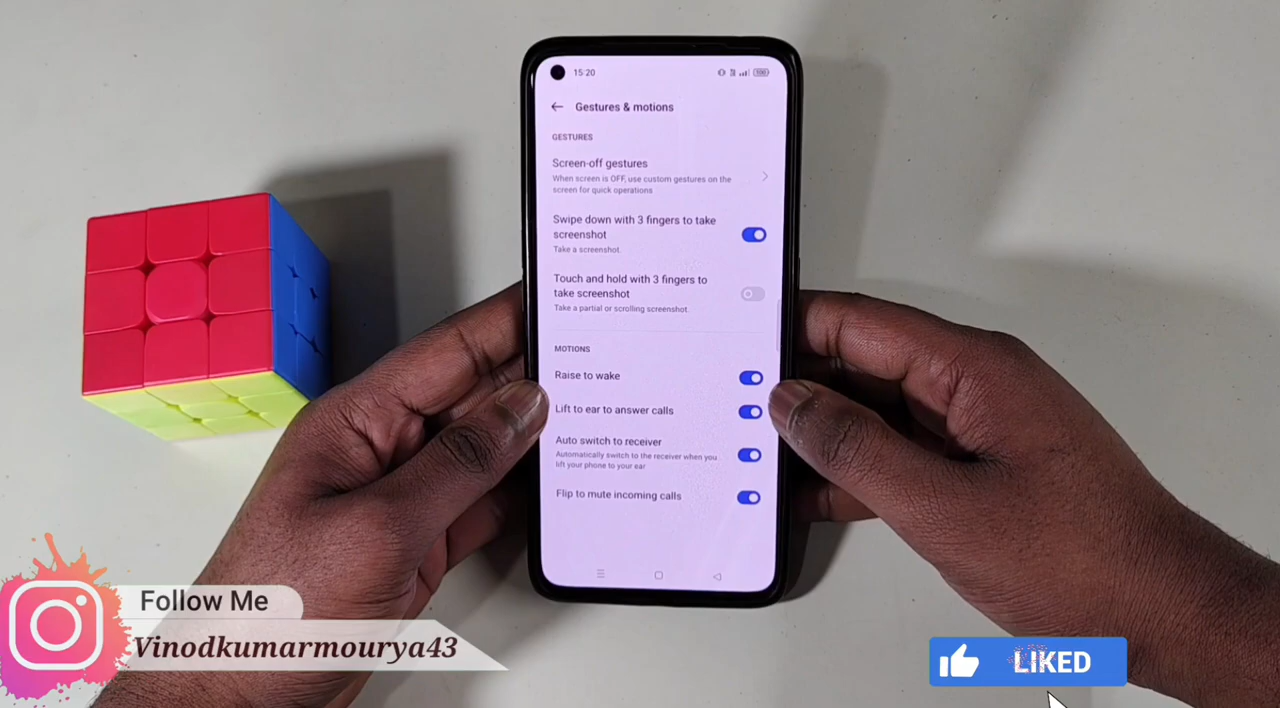 15:20
100
Gestures & motions
GESTURES
Screen-off gestures
When screen is OFF, use custom gestures on the
screen for quick operations
Swipe down with 3 fingers to take
screenshot
Take a screenshot.
Touch and hold with 3 fingers to
take screenshot
Take a partial or scrolling screenshot.
MOTIONS
Raise to wake
Lift to ear to answer calls
Auto switch to receiver
Automatically switch to the receiver when you
lift your phone to your ear
Flip to mute incoming calls
Follow Me
Vinodkumarmourya43
LIKED